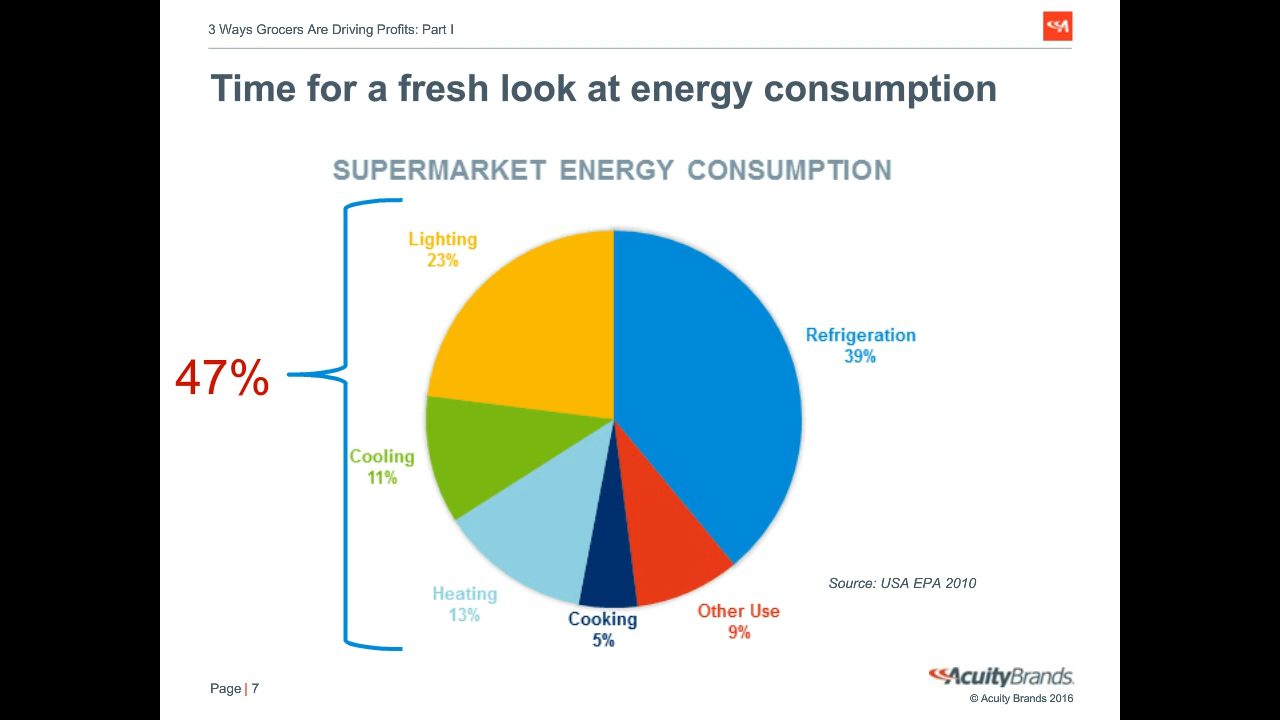 3 Ways Grocers Are Driving Profits: Part I
Time for a fresh look at energy consumption
SUPERMARKET ENERGY CONSUMPTION
Lighting
23%
Refrigeration
39%
47%
Cooling
11%
Heating
13%
Cooking
5%
Other Use
9%
Source: USA EPA 2010
AcuityBrands.
Page | 7
© Acuity Brands 2016